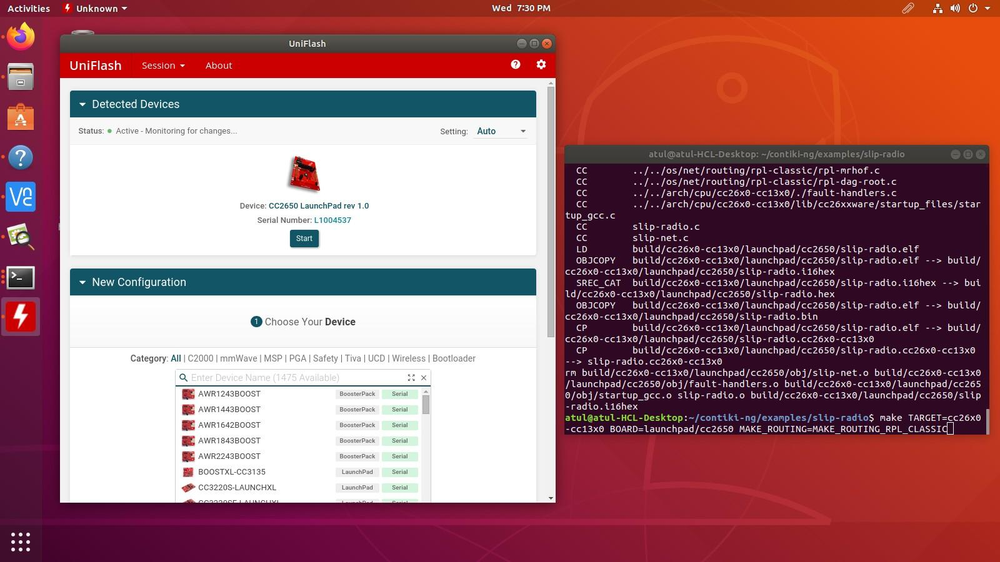 Activities
Unknown
Wed 7:30 PM
UniFlash
UniFlash Session About
Detected Devices
Status: Active - Monitoring for changes...
Setting: Auto
Device: CC2650 LaunchPad rev 1.0
Serial Number: L1004537
Start
New Configuration
1 Choose Your Device
Category: All | C2000 | mmWave | MSP | PGA | Safety | Tiva | UCD | Wireless | Bootloader
Enter Device Name (1475 Available)
AWR1243BOOST BoosterPack Serial
AWR1443BOOST BoosterPack Serial
AWR1642BOOST BoosterPack Serial
AWR1843BOOST BoosterPack Serial
AWR2243BOOST BoosterPack Serial
BOOSTXL-CC3135 LaunchPad Serial
CC3220S-LAUNCHXL LaunchPad Serial
CC3220SF-LAUNCHXL LaunchPad Serial
atul@atul-HCL-Desktop: ~/contiki-ng/examples/slip-radio
CC ../../os/net/routing/rpl-classic/rpl-mrhof.c
CC ../../os/net/routing/rpl-classic/rpl-dag-root.c
CC ../../arch/cpu/cc26x0-cc13x0/./fault-handlers.c
CC ../../arch/cpu/cc26x0-cc13x0/lib/cc26xxware/startup_files/star
tup_gcc.c
CC slip-radio.c
CC slip-net.c
LD build/cc26x0-cc13x0/launchpad/cc2650/slip-radio.elf
OBJCOPY build/cc26x0-cc13x0/launchpad/cc2650/slip-radio.elf --> build/
cc26x0-cc13x0/launchpad/cc2650/slip-radio.i16hex
SREC_CAT build/cc26x0-cc13x0/launchpad/cc2650/slip-radio.i16hex --> bui
ld/cc26x0-cc13x0/launchpad/cc2650/slip-radio.hex
OBJCOPY build/cc26x0-cc13x0/launchpad/cc2650/slip-radio.elf --> build/
cc26x0-cc13x0/launchpad/cc2650/slip-radio.bin
CP build/cc26x0-cc13x0/launchpad/cc2650/slip-radio.elf --> build/
cc26x0-cc13x0/launchpad/cc2650/slip-radio.cc26x0-cc13x0
CP build/cc26x0-cc13x0/launchpad/cc2650/slip-radio.cc26x0-cc13x0
--> slip-radio.cc26x0-cc13x0
rm build/cc26x0-cc13x0/launchpad/cc2650/obj/slip-net.o build/cc26x0-cc13x0
/launchpad/cc2650/obj/fault-handlers.o build/cc26x0-cc13x0/launchpad/cc265
0/obj/startup_gcc.o slip-radio.o build/cc26x0-cc13x0/launchpad/cc2650/slip
-radio.i16hex
atul@atul-HCL-Desktop:~/contiki-ng/examples/slip-radio$ make TARGET=cc26x0
-cc13x0 BOARD=launchpad/cc2650 MAKE_ROUTING=MAKE_ROUTING_RPL_CLASSIC